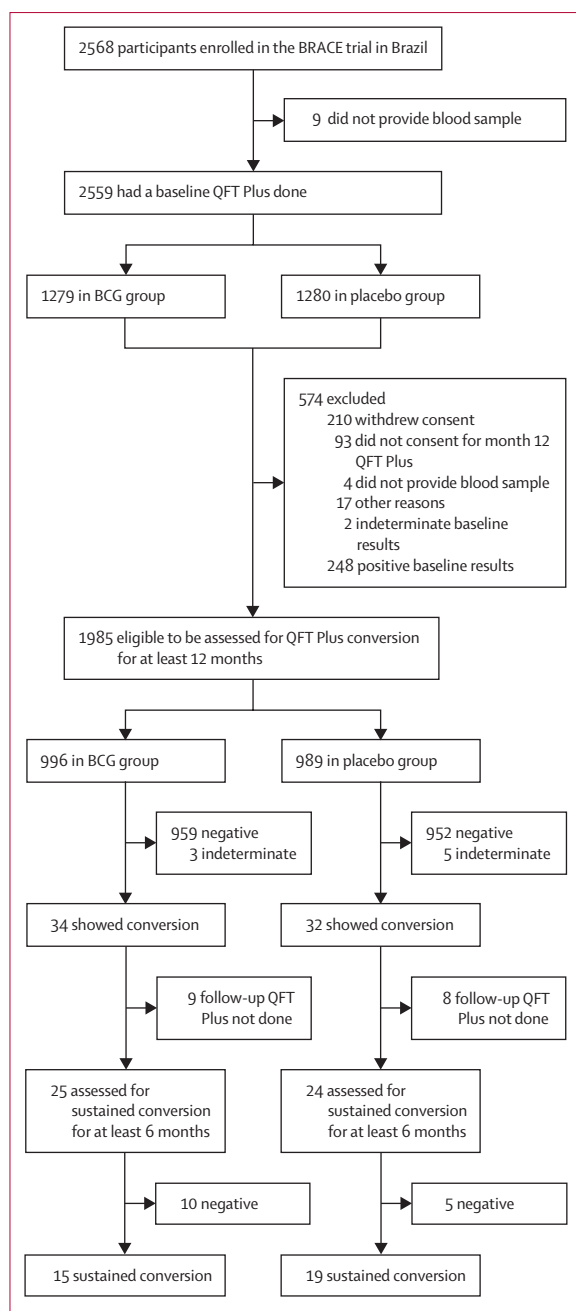 2568 participants enrolled in the BRACE trial in Brazil
9 did not provide blood sample
2559 had a baseline QFT Plus done
1279 in BCG group
1280 in placebo group
574 excluded
210 withdrew consent
93 did not consent for month 12
QFT Plus
4 did not provide blood sample
17 other reasons
2 indeterminate baseline
results
248 positive baseline results
1985 eligible to be assessed for QFT Plus conversion
for at least 12 months
996 in BCG group
989 in placebo group
959 negative
3 indeterminate
952 negative
5 indeterminate
34 showed conversion
32 showed conversion
9 follow-up QFT
Plus not done
8 follow-up QFT
Plus not done
25 assessed for
sustained conversion
for at least 6 months
24 assessed for
sustained conversion
for at least 6 months
10 negative
5 negative
15 sustained conversion
19 sustained conversion